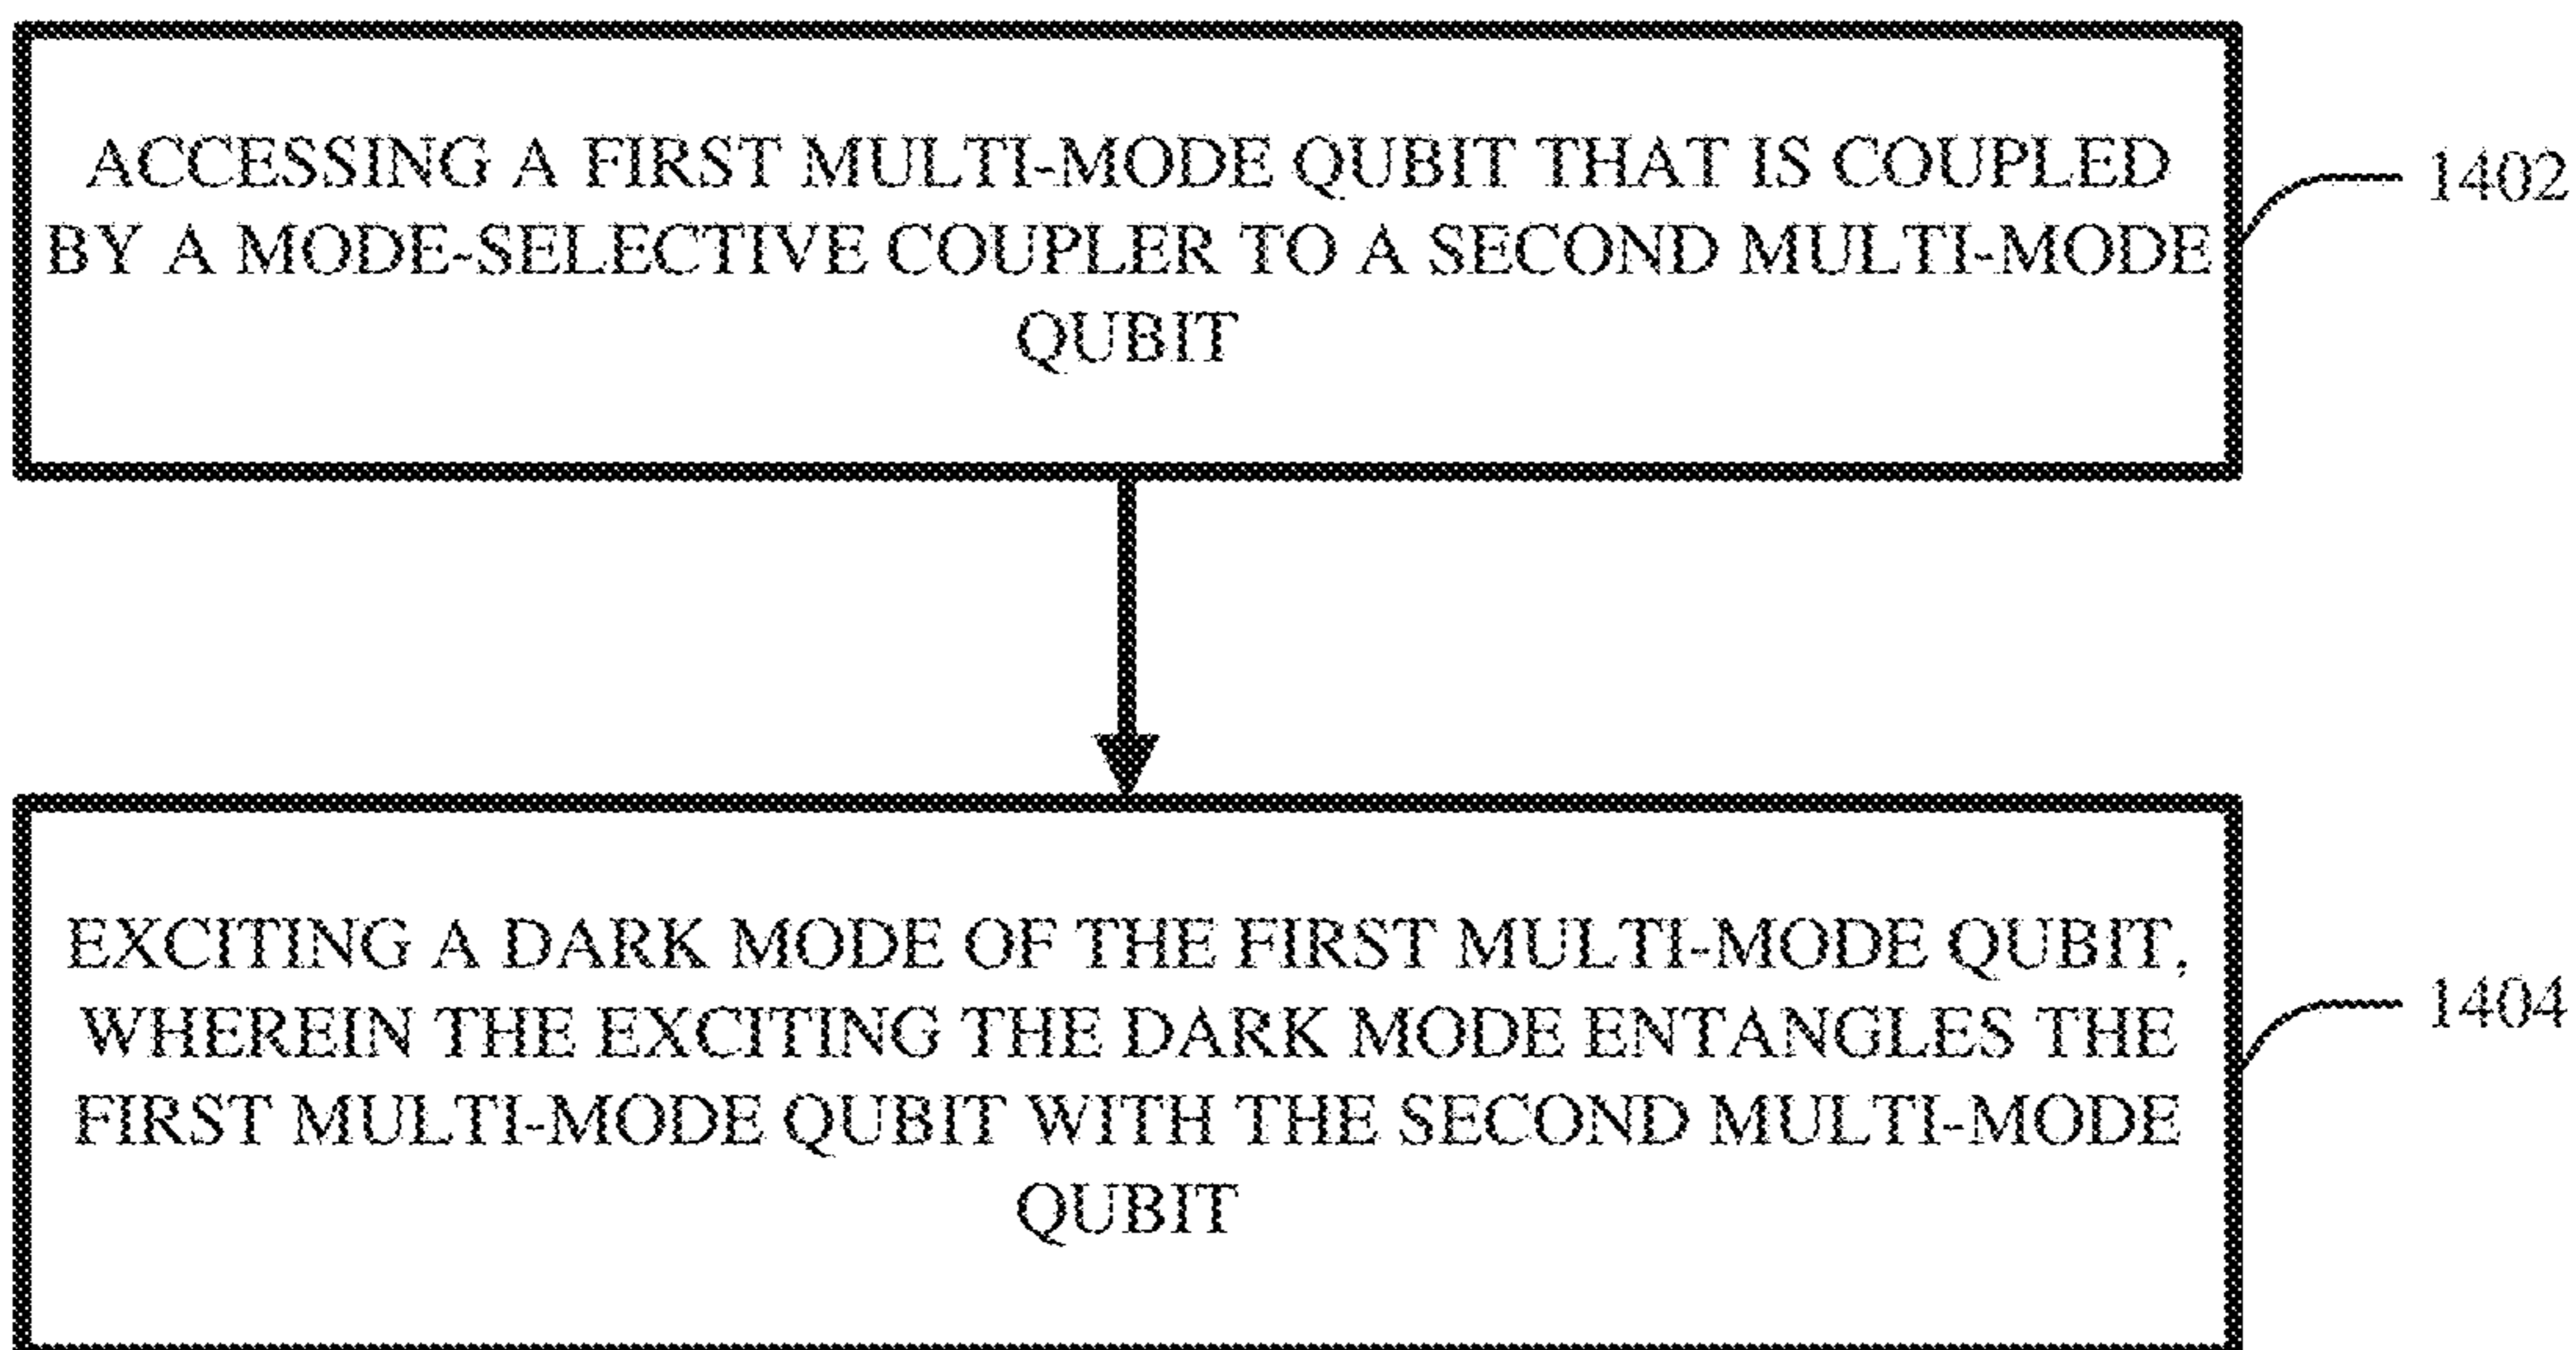 ACCESSING A FIRST MULTI-MODE QUBIT THAT IS COUPLED
BY A MODE-SELECTIVE COUPLER TO A SECOND MULTI-MODE
QUBIT
1402
EXCITING A DARK MODE OF THE FIRST MULTI-MODE QUBIT,
WHEREIN THE EXCITING THE DARK MODE ENTANGLES THE
FIRST MULTI-MODE QUBIT WITH THE SECOND MULTI-MODE
QUBIT
1404